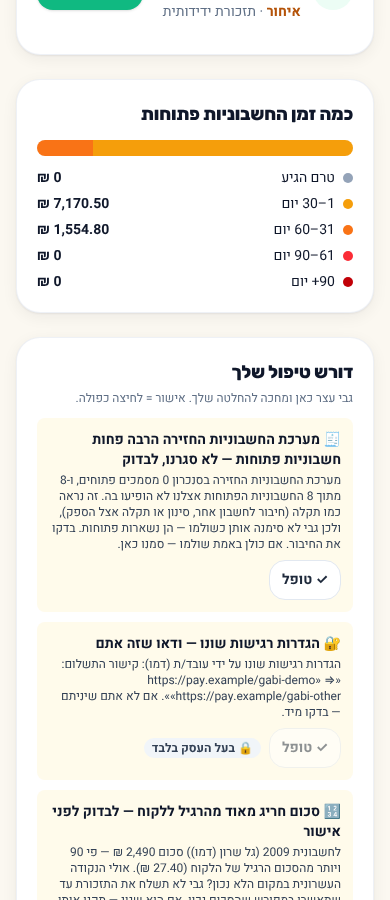 איחור · תזכורת ידידותית
כמה זמן החשבוניות פתוחות
טרם הגיע 0 ₪
1–30 יום 7,170.50 ₪
31–60 יום 1,554.80 ₪
61–90 יום 0 ₪
90+ יום 0 ₪
דורש טיפול שלך
גבי עצר כאן ומחכה להחלטה שלך. אישור = לחיצה כפולה.
🧾 מערכת החשבוניות החזירה הרבה פחות
חשבוניות פתוחות — לא סגרנו, לבדוק
מערכת החשבוניות החזירה בסנכרון 0 מסמכים פתוחים, ו-8
מתוך 8 החשבוניות הפתוחות אצלנו לא הופיעו בה. זה נראה
כמו תקלה (חיבור לחשבון אחר, סינון או תקלה אצל הספק),
ולכן גבי לא סימנה אותן כשולמו — הן נשארות פתוחות. בדקו
את החיבור. אם כולן באמת שולמו — סמנו כאן.
✓ טופל
🔐 הגדרות רגישות שונו — ודאו שזה אתם
הגדרות רגישות שונו על ידי עובד/ת (דמו): קישור התשלום:
«https://pay.example/gabi-demo» ⇐
«https://pay.example/gabi-other». אם לא אתם שיניתם
— בדקו מיד.
✓ טופל 🔒 בעל העסק בלבד
🔢 סכום חריג מאוד מהרגיל ללקוח — לבדוק לפני
אישור
לחשבונית 2009 (גל שרון (דמו)) סכום 2,490 ₪ — פי 90
ויותר מהסכום הרגיל של הלקוח (27.40 ₪). אולי הנקודה
העשרונית במקום הלא נכון? גבי לא תשלח את התזכורת עד